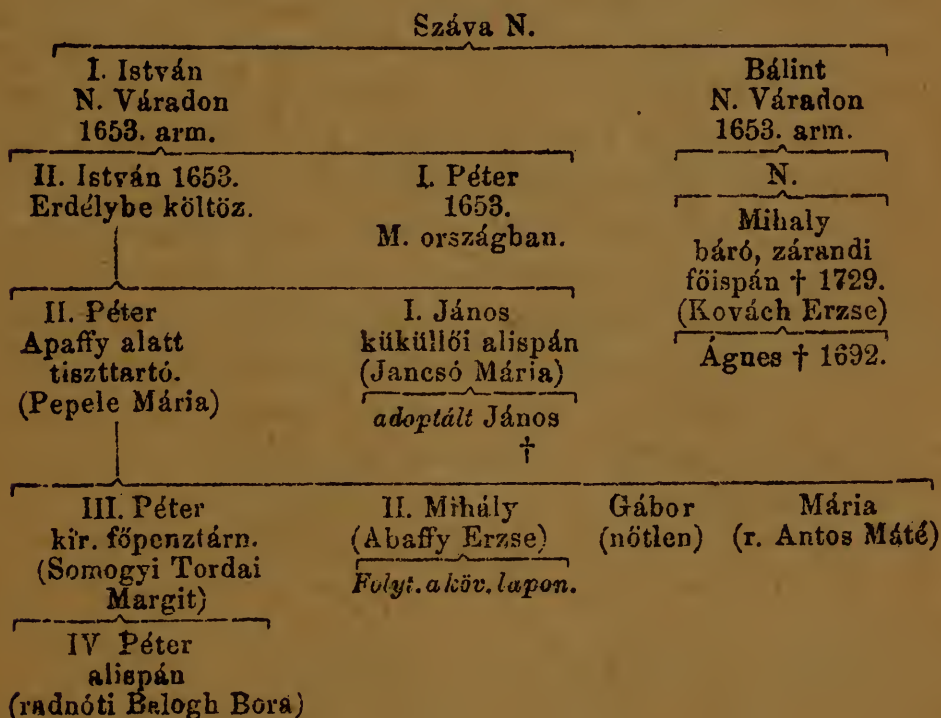 Száva N.
I. István
N. Váradon
1653. arm.
Bálint
N. Váradon
1653. arm.
II. István 1653.
Erdélybe költöz.
I. Péter
1653.
M. országban.
N.
Mihaly
báró, zárandi
főispán † 1729.
(Kovách Erzse)
Ágnes † 1692.
II. Péter
Apaffy alatt
tiszttartó.
(Pepele Mária)
I. János
küküllői alispán
(Jancsó Mária)
adoptált János
†
III. Péter
kir. főpenztárn.
(Somogyi Tordai
Margit)
II. Mihály
(Abaffy Erzse)
Folyt. a köv. lapon.
Gábor
(nőtlen)
Mária
(r. Antos Máté)
IV Péter
alispán
(radnóti Balogh Bora)